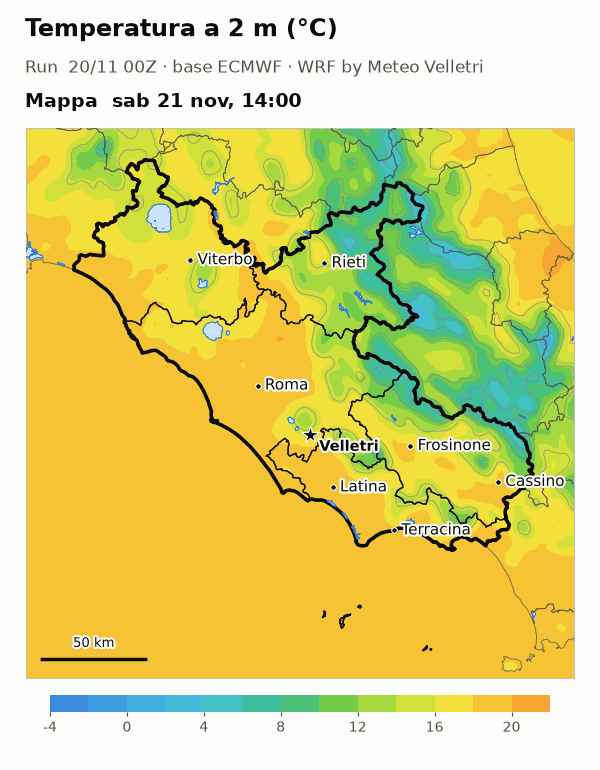 Temperatura a 2 m (°C)
Run  20/11 00Z · base ECMWF · WRF by Meteo Velletri
Mappa  sab 21 nov, 14:00
Viterbo
Rieti
Roma
Velletri
Frosinone
Latina
Cassino
Terracina
50 km
-4 0 4 8 12 16 20